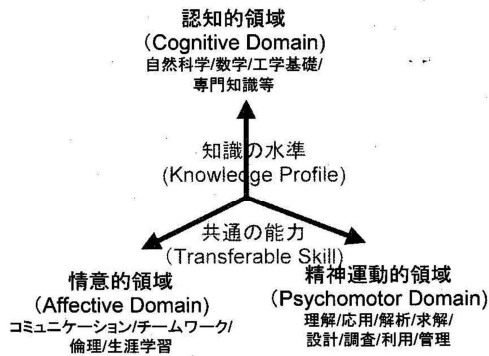 認知的領域
(Cognitive Domain)
自然科学/数学/工学基礎/
専門知識等
知識の水準
(Knowledge Profile)
共通の能力
(Transferable Skill)
情意的領域
(Affective Domain)
コミュニケーション/チームワーク/
倫理/生涯学習
精神運動的領域
(Psychomotor Domain)
理解/応用/解析/求解/
設計/調査/利用/管理